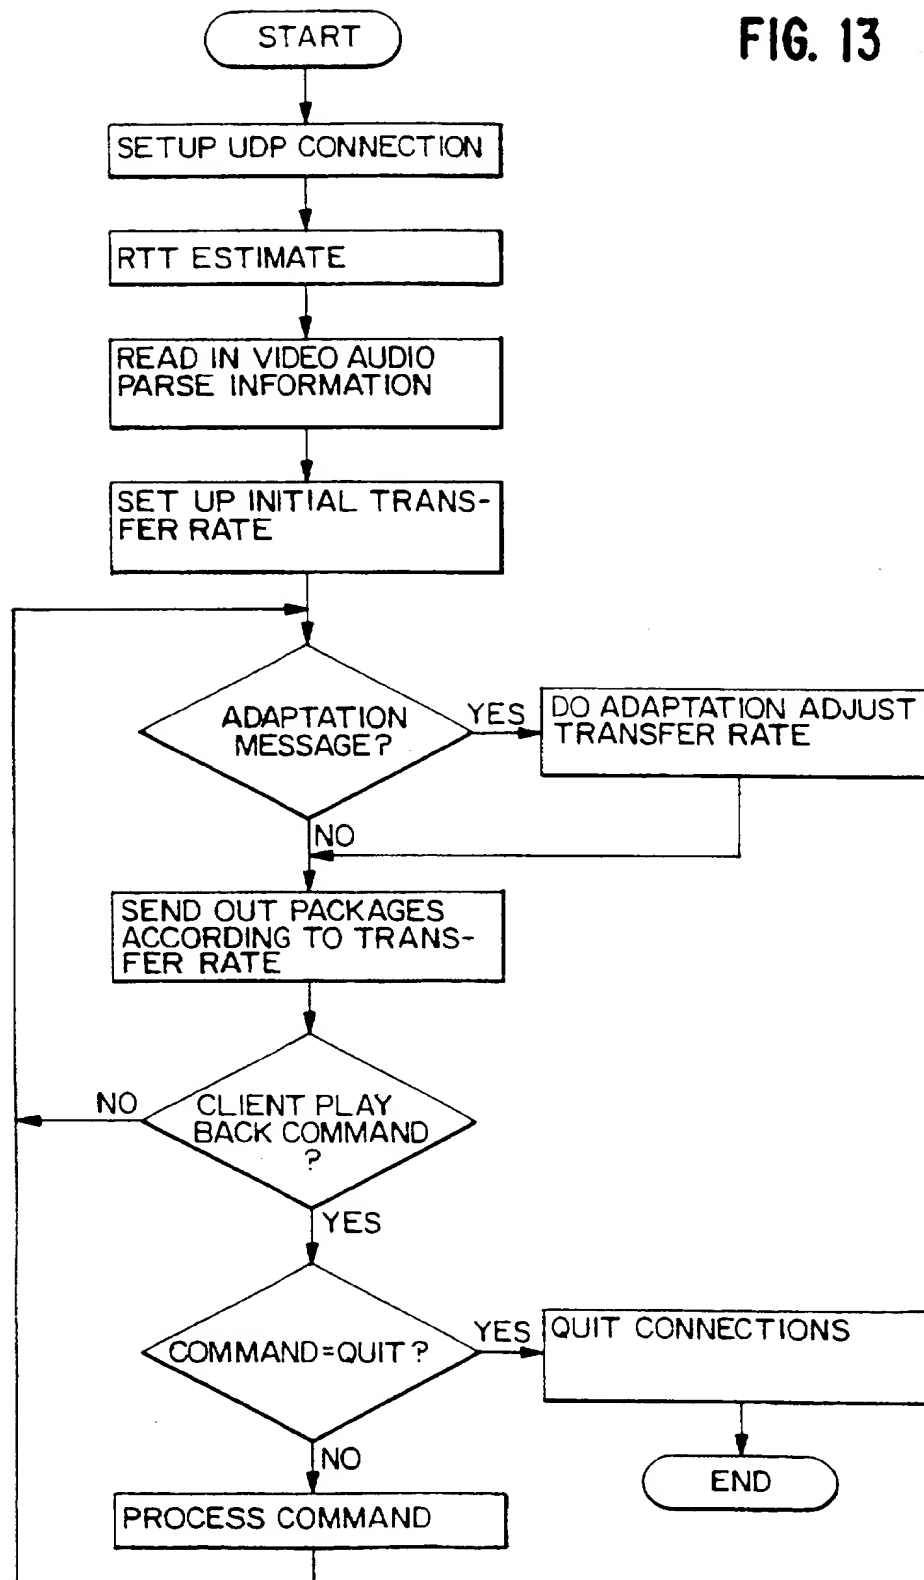 FIG. 13
START
SETUP UDP CONNECTION
RTT ESTIMATE
READ IN VIDEO AUDIO
PARSE INFORMATION
SET UP INITIAL TRANS-
FER RATE
ADAPTATION
MESSAGE?
YES
DO ADAPTATION ADJUST
TRANSFER RATE
NO
SEND OUT PACKAGES
ACCORDING TO TRANS-
FER RATE
NO
CLIENT PLAY
BACK COMMAND
?
YES
COMMAND=QUIT?
YES
QUIT CONNECTIONS
NO
END
PROCESS COMMAND